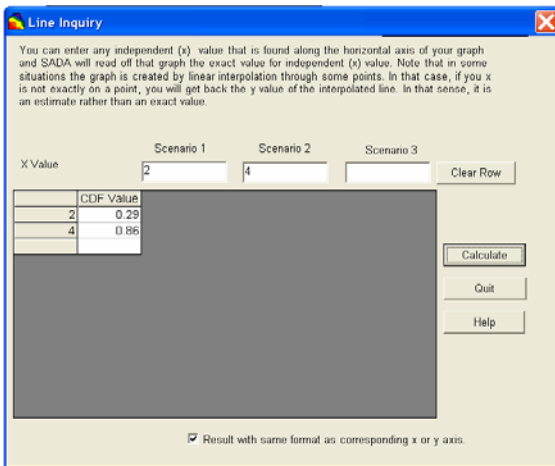 Line Inquiry
You can enter any independent (x) value that is found along the horizontal axis of your graph
and SADA will read off that graph the exact value for independent (x) value. Note that in some
situations the graph is created by linear interpolation through some points. In that case, if you x
is not exactly on a point, you will get back the y value of the interpolated line. In that sense, it is
an estimate rather than an exact value.
Scenario 1 Scenario 2 Scenario 3
X Value 2 4 Clear Row
CDF Value
2 0.29
4 0.86
Calculate
Quit
Help
Result with same format as corresponding x or y axis.